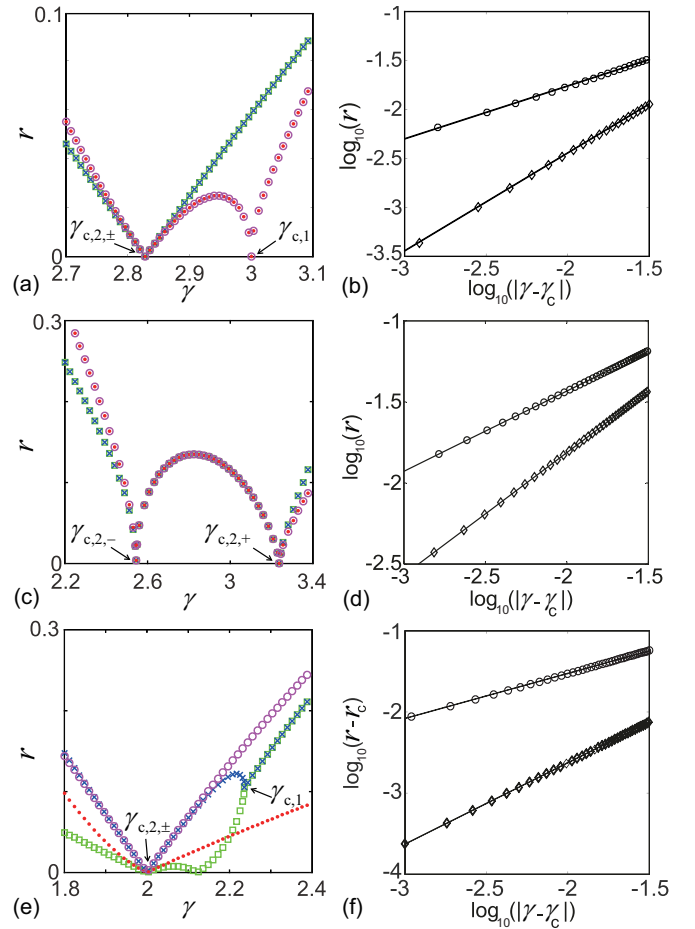 0.1
r
0
2.7 2.8 2.9 3 3.1
γ
γc,2,±
γc,1
(a)
-1
-1.5
-2
-2.5
-3
-3.5
log10(r)
-3 -2.5 -2 -1.5
log10(|γ-γc|)
(b)
0.3
r
0
2.2 2.6 3 3.4
γ
γc,2,−
γc,2,+
(c)
-1
-1.5
-2
-2.5
log10(r)
-3 -2.5 -2 -1.5
log10(|γ-γc|)
(d)
0.3
r
0
1.8 2 2.2 2.4
γ
γc,2,±
γc,1
(e)
-1
-2
-3
-4
log10(r-rc)
-3 -2.5 -2 -1.5
log10(|γ-γc|)
(f)